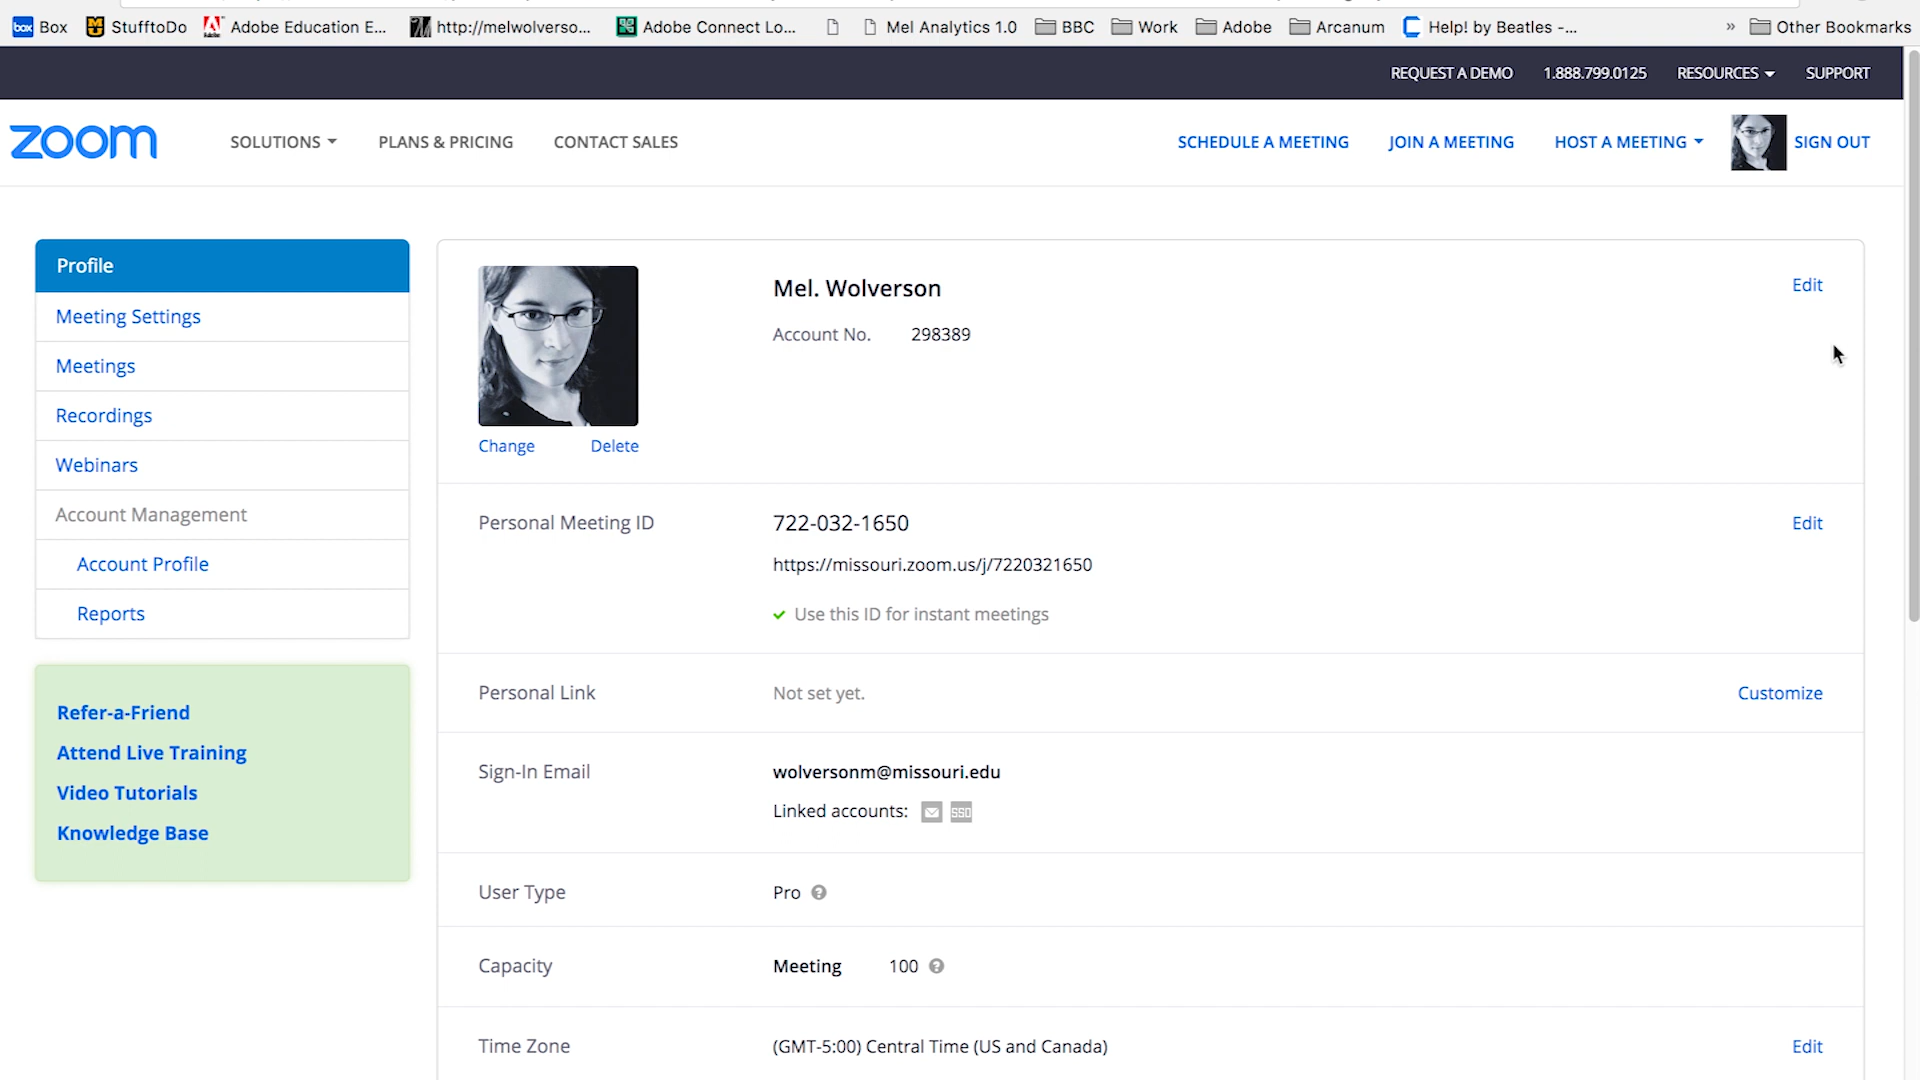 box Box StufftoDo Adobe Education E... http://melwolverso... Adobe Connect Lo... Mel Analytics 1.0 BBC Work Adobe Arcanum Help! by Beatles -... » Other Bookmarks
REQUEST A DEMO 1.888.799.0125 RESOURCES SUPPORT
zoom SOLUTIONS PLANS & PRICING CONTACT SALES SCHEDULE A MEETING JOIN A MEETING HOST A MEETING SIGN OUT
Profile
Meeting Settings
Meetings
Recordings
Webinars
Account Management
Account Profile
Reports
Refer-a-Friend
Attend Live Training
Video Tutorials
Knowledge Base
Mel. Wolverson Edit
Account No. 298389
Change Delete
Personal Meeting ID 722-032-1650 Edit
https://missouri.zoom.us/j/7220321650
Use this ID for instant meetings
Personal Link Not set yet. Customize
Sign-In Email wolversonm@missouri.edu
Linked accounts: SSO
User Type Pro ?
Capacity Meeting 100 ?
Time Zone (GMT-5:00) Central Time (US and Canada) Edit